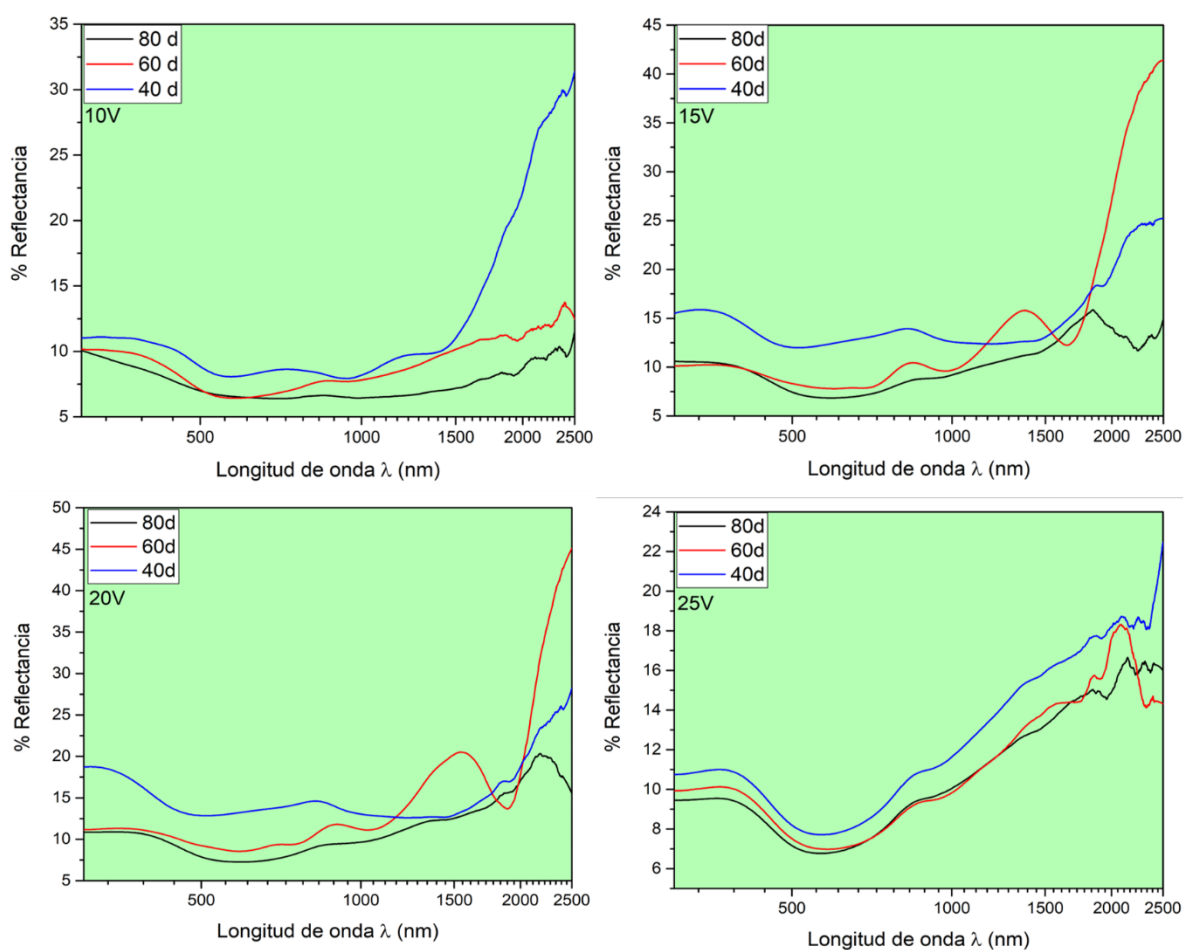 35
30
25
20
15
10
5
% Reflectancia
80 d
60 d
40 d
10V
500
1000
1500
2000
2500
Longitud de onda λ (nm)
45
40
35
30
25
20
15
10
5
% Reflectancia
80d
60d
40d
15V
500
1000
1500
2000
2500
Longitud de onda λ (nm)
50
45
40
35
30
25
20
15
10
5
% Reflectancia
80d
60d
40d
20V
500
1000
1500
2000
2500
Longitud de onda λ (nm)
24
22
20
18
16
14
12
10
8
6
% Reflectancia
80d
60d
40d
25V
500
1000
1500
2000
2500
Longitud de onda λ (nm)